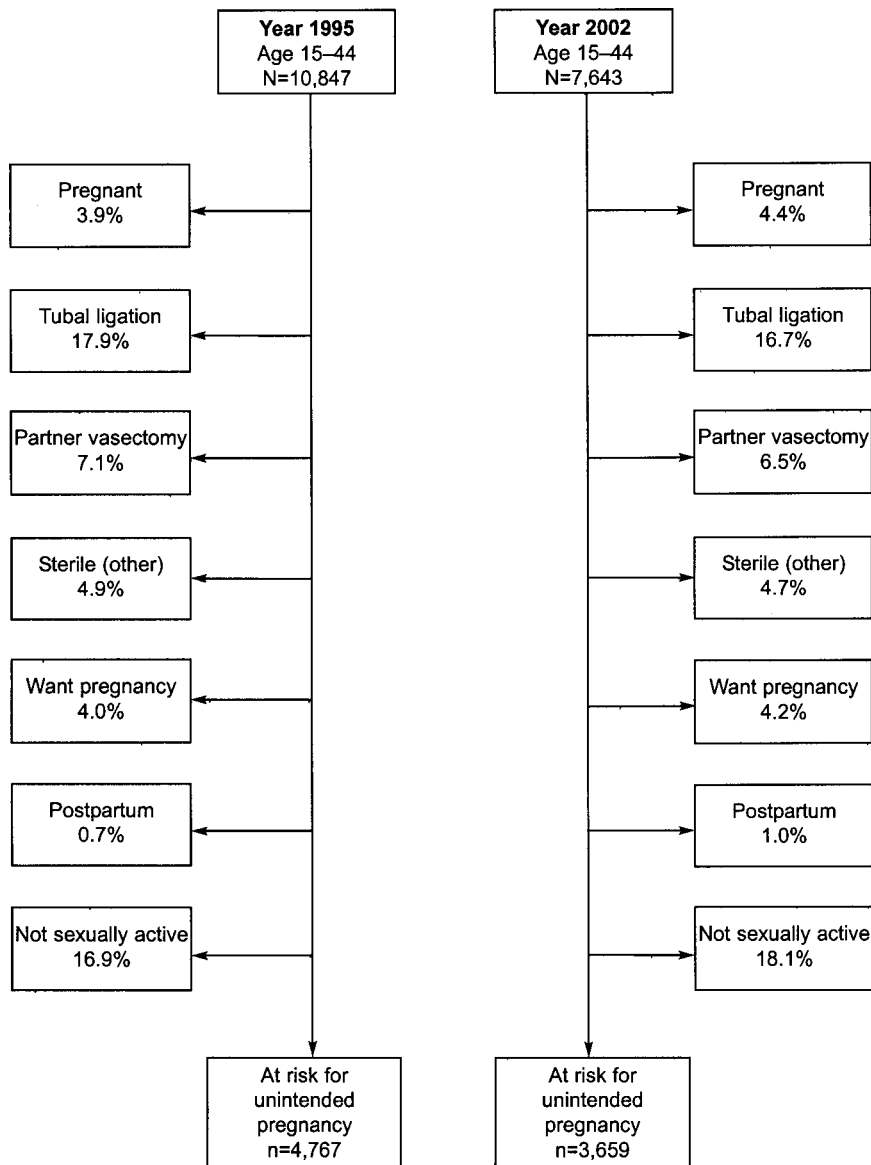 Year 1995
Age 15–44
N=10,847
Pregnant
3.9%
Tubal ligation
17.9%
Partner vasectomy
7.1%
Sterile (other)
4.9%
Want pregnancy
4.0%
Postpartum
0.7%
Not sexually active
16.9%
At risk for
unintended
pregnancy
n=4,767
Year 2002
Age 15–44
N=7,643
Pregnant
4.4%
Tubal ligation
16.7%
Partner vasectomy
6.5%
Sterile (other)
4.7%
Want pregnancy
4.2%
Postpartum
1.0%
Not sexually active
18.1%
At risk for
unintended
pregnancy
n=3,659